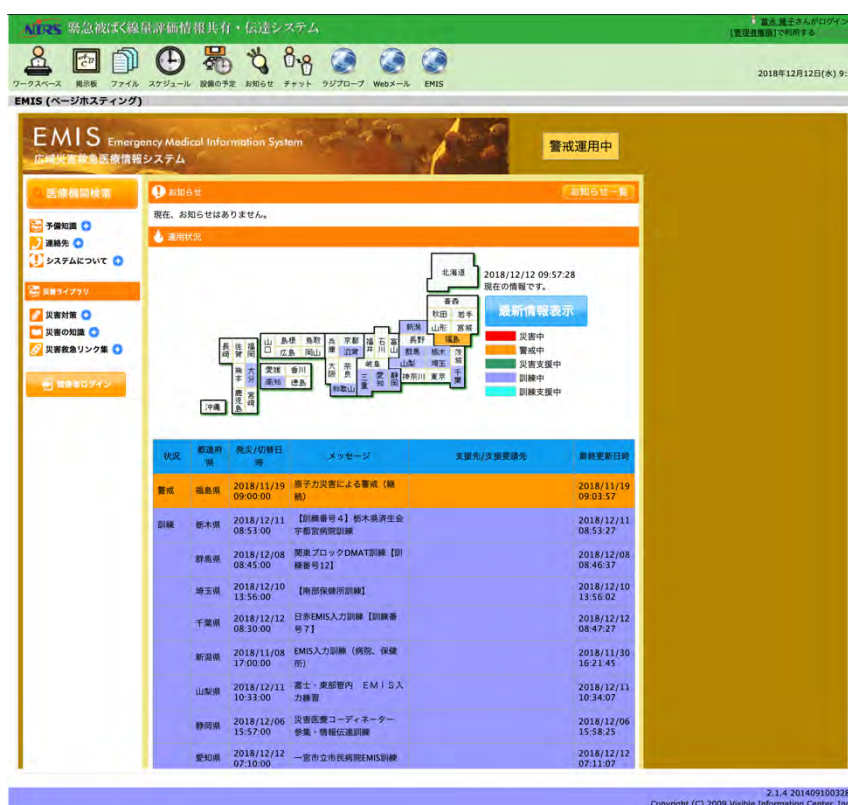 NIRS 緊急被ばく線量評価情報共有・伝達システム
[管理者権限]で利用する
ワークスペース 掲示板 ファイル スケジュール 設備の予定 お知らせ チャット ラジプローブ Webメール EMIS
2018年12月12日(水) 9:
EMIS (ページホスティング)
EMIS Emergency Medical Information System
広域災害救急医療情報システム
警戒運用中
医療機関検索
予備知識
連絡先
システムについて
災害ライブラリ
災害対策
災害の知識
災害救急リンク集
関係者ログイン
お知らせ
お知らせ一覧
現在、お知らせはありません。
運用状況
2018/12/12 09:57:28
現在の情報です。
最新情報表示
災害中
警戒中
災害支援中
訓練中
訓練支援中
北海道
青森
秋田 岩手
新潟 山形 宮城
長崎 佐賀 福岡 山口 島根 鳥取 兵庫 京都 福井 石川 富山 長野 福島
広島 岡山 滋賀 群馬 栃木 茨城
熊本 大分 愛媛 香川 大阪 奈良 岐阜 山梨 埼玉
高知 徳島 三重 愛知 静岡 神奈川 東京 千葉
和歌山
沖縄 鹿児島 宮崎
状況 都道府県 発災/切替日時 メッセージ 支援先/支援要請先 最終更新日時
警戒 福島県 2018/11/19 09:00:00 原子力災害による警戒（継続） 2018/11/19 09:03:57
訓練 栃木県 2018/12/11 08:53:00 【訓練番号４】栃木県済生会宇都宮病院訓練 2018/12/11 08:53:27
群馬県 2018/12/08 08:45:00 関東ブロックDMAT訓練【訓練番号12】 2018/12/08 08:46:37
埼玉県 2018/12/10 13:56:00 【南部保健所訓練】 2018/12/10 13:56:02
千葉県 2018/12/12 08:30:00 日赤EMIS入力訓練【訓練番号７】 2018/12/12 08:47:27
新潟県 2018/11/08 17:00:00 EMIS入力訓練（病院、保健所） 2018/11/30 16:21:45
山梨県 2018/12/11 10:33:00 富士・東部管内　ＥＭｉＳ入力練習 2018/12/11 10:34:07
静岡県 2018/12/06 15:57:00 災害医療コーディネーター参集・情報伝達訓練 2018/12/06 15:58:25
愛知県 2018/12/12 07:10:00 一宮市立市民病院EMIS訓練 2018/12/12 07:11:07
2.1.4 201409100328
Copyright (C) 2009 Visible Information Center, Inc